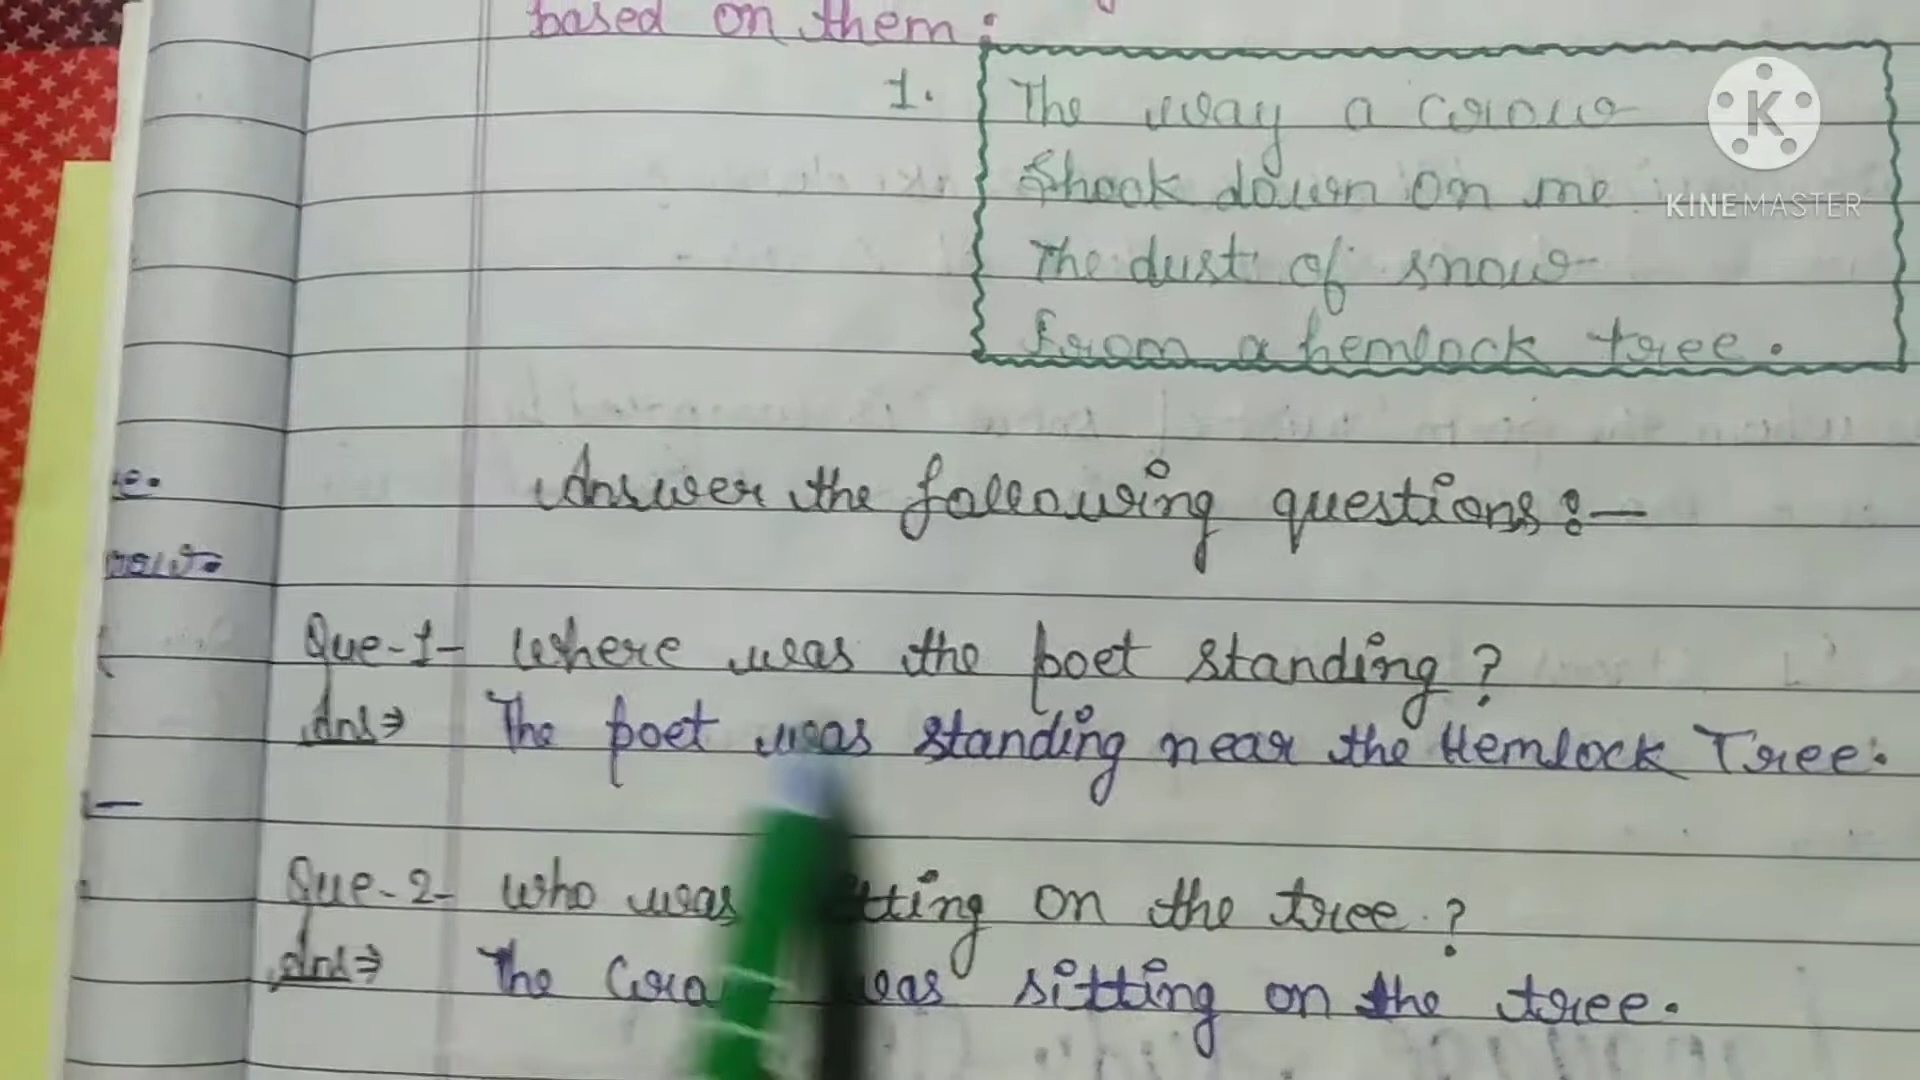 based on them:
1.
The way a Crow
Shook down on me
The dust of snow
From a hemlock tree.
K
KINEMASTER
Answer the following questions:—
e.
Que-1- Where was the poet standing?
Ans⇒ The poet was standing near the Hemlock Tree.
Que-2- Who was on the tree.?
Ans⇒ The was sitting on the tree.